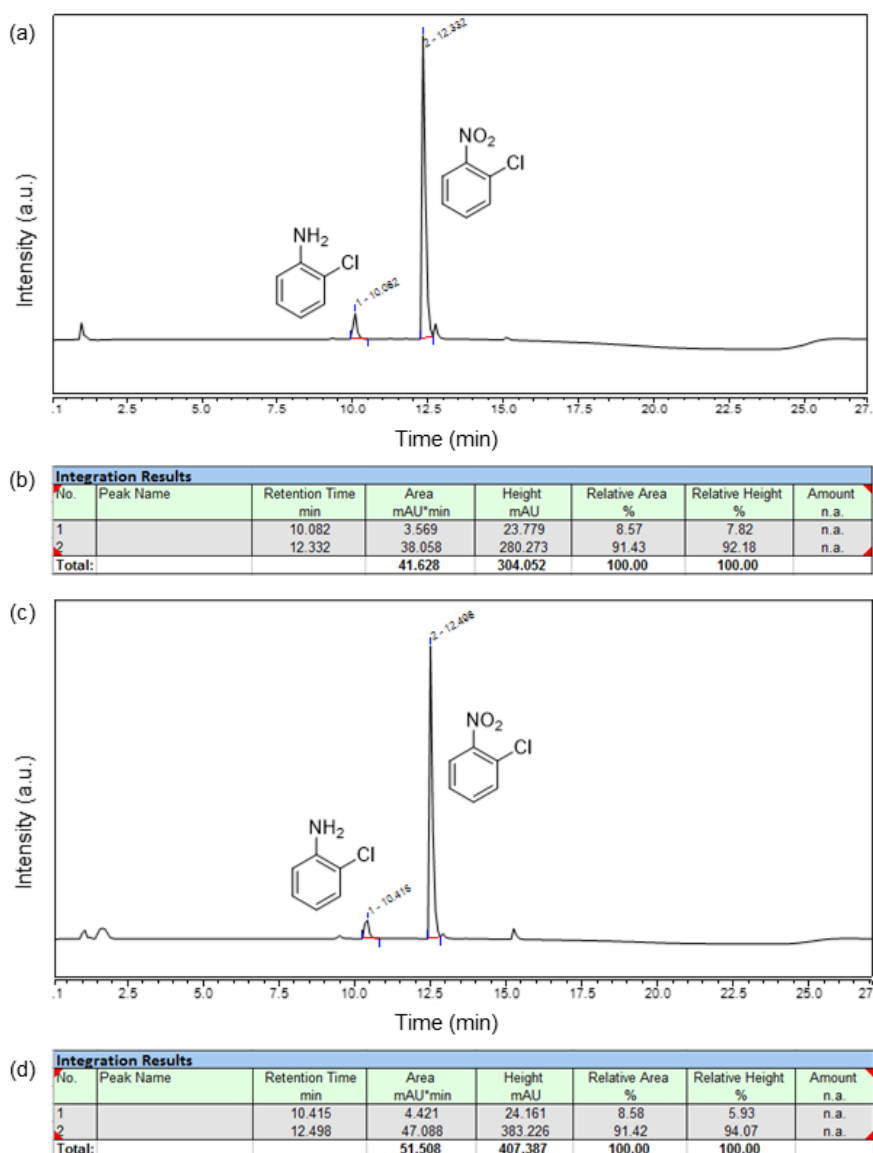 (a)
2 - 12.332
NO2
Cl
NH2
Cl
1 - 10.082
Intensity (a.u.)
.1 2.5 5.0 7.5 10.0 12.5 15.0 17.5 20.0 22.5 25.0 27.
Time (min)
(b)
Integration Results
No. Peak Name Retention Time Area Height Relative Area Relative Height Amount
min mAU*min mAU % % n.a.
1 10.082 3.569 23.779 8.57 7.82 n.a.
2 12.332 38.058 280.273 91.43 92.18 n.a.
Total: 41.628 304.052 100.00 100.00
(c)
2 - 12.498
NO2
Cl
NH2
Cl
1 - 10.415
Intensity (a.u.)
.1 2.5 5.0 7.5 10.0 12.5 15.0 17.5 20.0 22.5 25.0 27
Time (min)
(d)
Integration Results
No. Peak Name Retention Time Area Height Relative Area Relative Height Amount
min mAU*min mAU % % n.a.
1 10.415 4.421 24.161 8.58 5.93 n.a.
2 12.498 47.088 383.226 91.42 94.07 n.a.
Total: 51.508 407.387 100.00 100.00